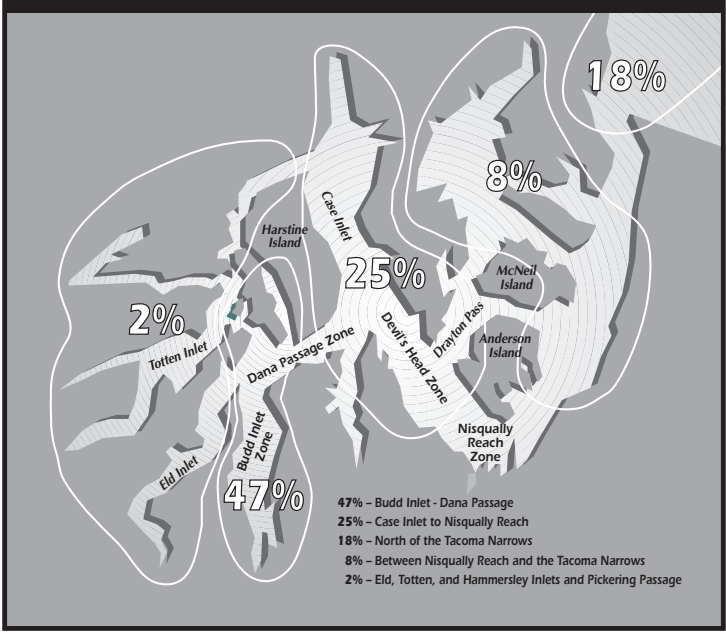 18%
8%
Case Inlet
Harstine
Island
25%
McNeil
Island
2%
Totten Inlet
Dana Passage Zone
Devil's Head Zone
Drayton Pass
Anderson
Island
Budd Inlet
Zone
Nisqually
Reach
Zone
Eld Inlet
47%
47% – Budd Inlet - Dana Passage
25% – Case Inlet to Nisqually Reach
18% – North of the Tacoma Narrows
8% – Between Nisqually Reach and the Tacoma Narrows
2% – Eld, Totten, and Hammersley Inlets and Pickering Passage